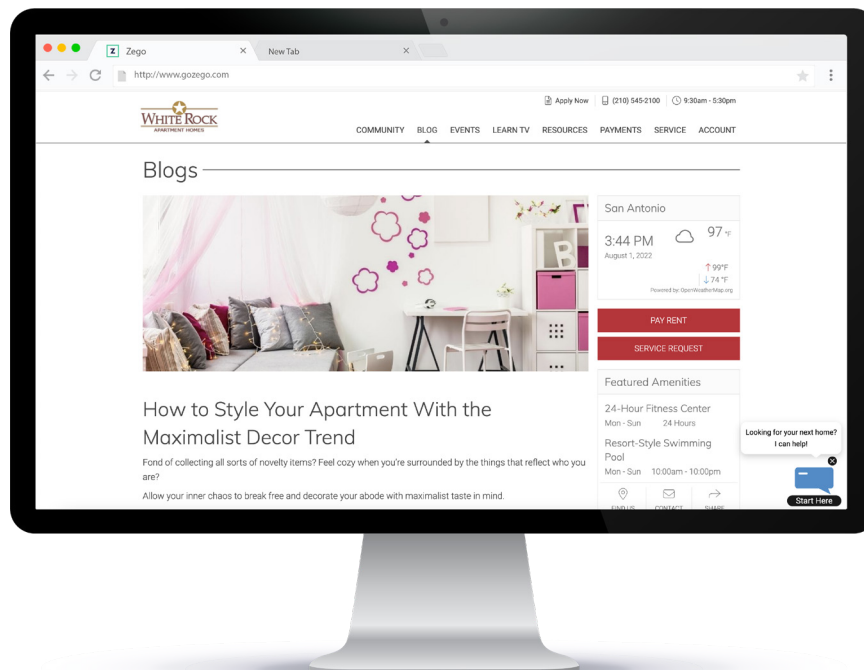 Zego
New Tab
http://www.gozego.com
Apply Now
(210) 545-2100
9:30am - 5:30pm
WHITE ROCK
APARTMENT HOMES
COMMUNITY BLOG EVENTS LEARN TV RESOURCES PAYMENTS SERVICE ACCOUNT
Blogs
B
San Antonio
3:44 PM
97 °F
August 1, 2022
↑ 99°F
↓ 74 °F
Powered by: OpenWeatherMap.org
PAY RENT
SERVICE REQUEST
Featured Amenities
24-Hour Fitness Center
Mon - Sun 24 Hours
Resort-Style Swimming
Pool
Mon - Sun 10:00am - 10:00pm
FIND US CONTACT SHARE
How to Style Your Apartment With the
Maximalist Decor Trend
Fond of collecting all sorts of novelty items? Feel cozy when you're surrounded by the things that reflect who you
are?
Allow your inner chaos to break free and decorate your abode with maximalist taste in mind.
Looking for your next home?
I can help!
Start Here